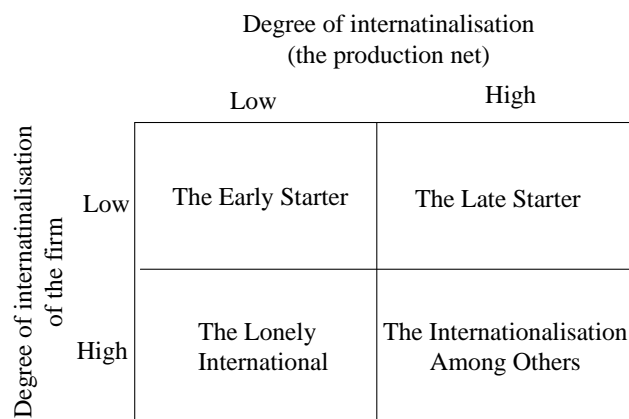 Degree of internatinalisation
(the production net)
Low
High
Degree of internatinalisation
of the firm
Low
The Early Starter
The Late Starter
High
The Lonely
International
The Internationalisation
Among Others